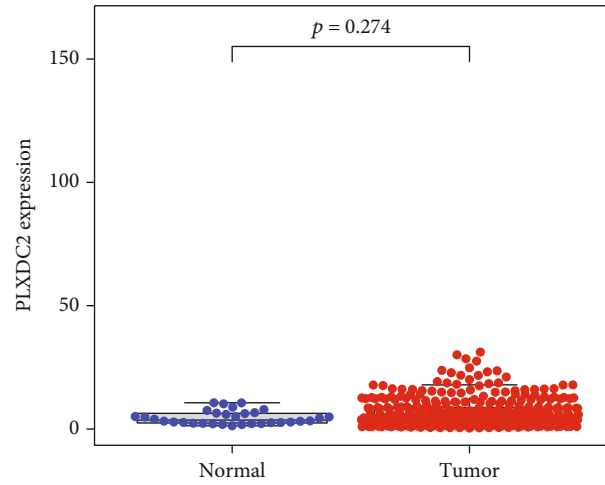 p = 0.274
150
100
50
0
PLXDC2 expression
Normal
Tumor